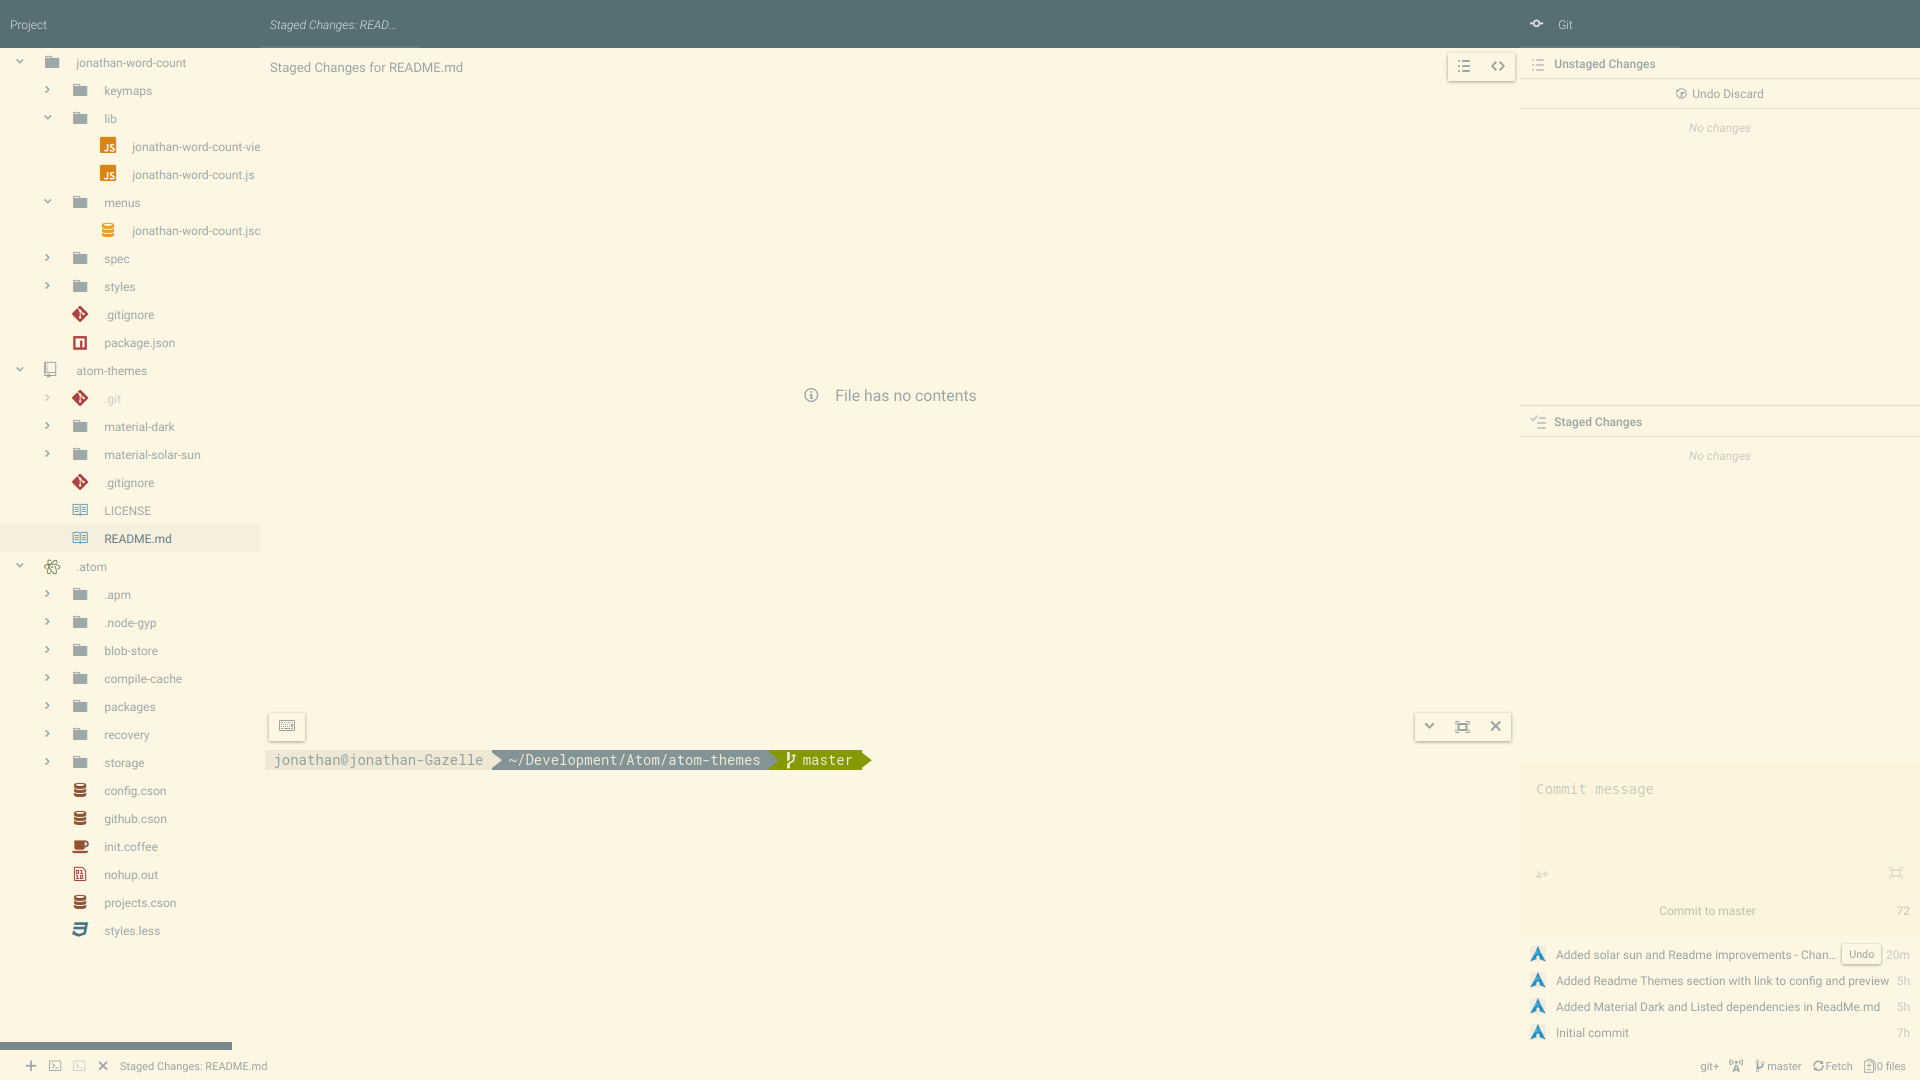 Project
jonathan-word-count
keymaps
lib
jonathan-word-count-vie
jonathan-word-count.js
menus
jonathan-word-count.jsc
spec
styles
.gitignore
package.json
atom-themes
.git
material-dark
material-solar-sun
.gitignore
LICENSE
README.md
.atom
.apm
.node-gyp
blob-store
compile-cache
packages
recovery
storage
config.cson
github.cson
init.coffee
nohup.out
projects.cson
styles.less
Staged Changes: READ...
Staged Changes for README.md
File has no contents
jonathan@jonathan-Gazelle ~/Development/Atom/atom-themes master
Git
Unstaged Changes
Undo Discard
No changes
Staged Changes
No changes
Commit message
Commit to master 72
Added solar sun and Readme improvements - Chan... Undo 20m
Added Readme Themes section with link to config and preview 5h
Added Material Dark and Listed dependencies in ReadMe.md 5h
Initial commit 7h
Staged Changes: README.md
git+ master Fetch 0 files